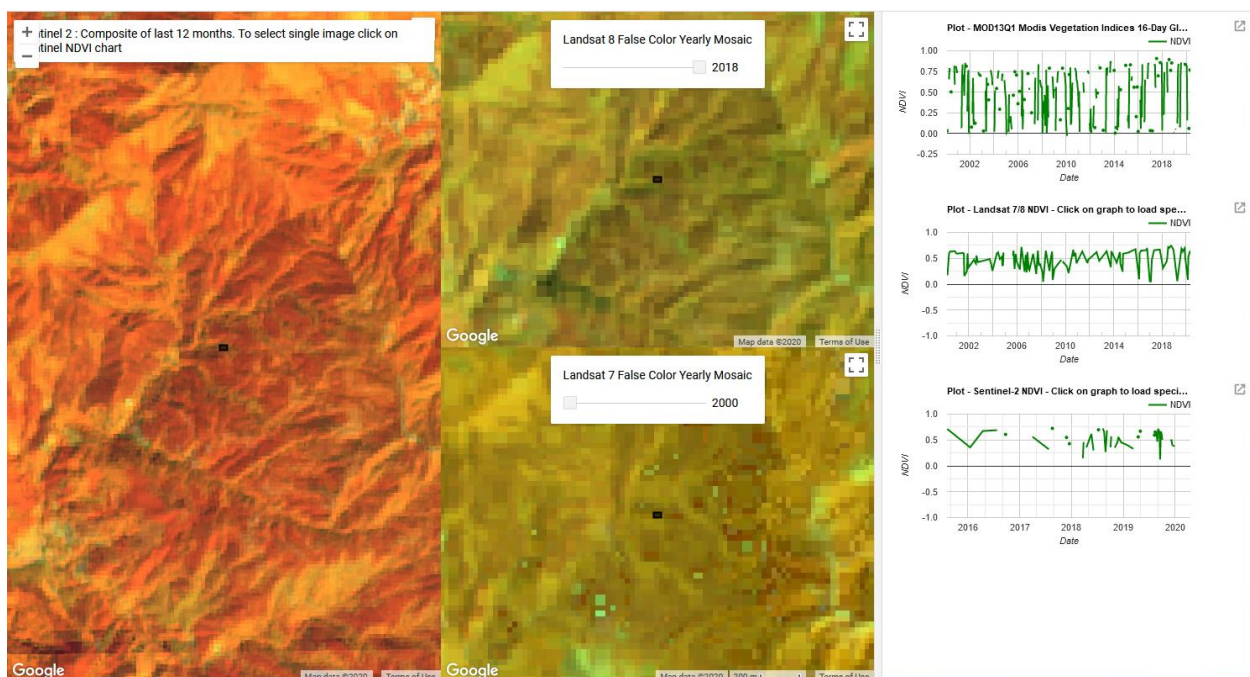 + ntinel 2 : Composite of last 12 months. To select single image click on
− ntinel NDVI chart
Google
Map data ©2020 Terms of Use
Landsat 8 False Color Yearly Mosaic
2018
Google
Map data ©2020 Terms of Use
Landsat 7 False Color Yearly Mosaic
2000
Google
Map data ©2020 200 m Terms of Use
Plot - MOD13Q1 Modis Vegetation Indices 16-Day Gl...
NDVI
1.00
0.75
0.50
0.25
0.00
-0.25
NDVI
2002 2006 2010 2014 2018
Date
Plot - Landsat 7/8 NDVI - Click on graph to load spe...
NDVI
1.0
0.5
0.0
-0.5
-1.0
NDVI
2002 2006 2010 2014 2018
Date
Plot - Sentinel-2 NDVI - Click on graph to load speci...
NDVI
1.0
0.5
0.0
-0.5
-1.0
NDVI
2016 2017 2018 2019 2020
Date